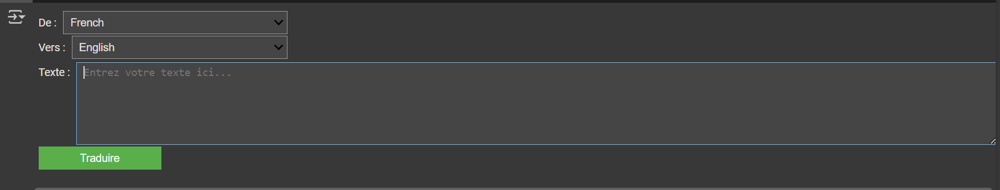 De : French
Vers : English
Texte : Entrez votre texte ici...
Traduire